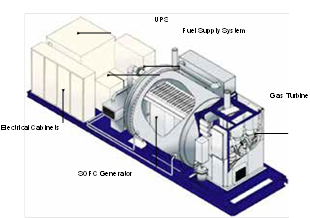 UPS
Fuel Supply System
Gas Turbine
Electrical Cabinets
SOFC Generator